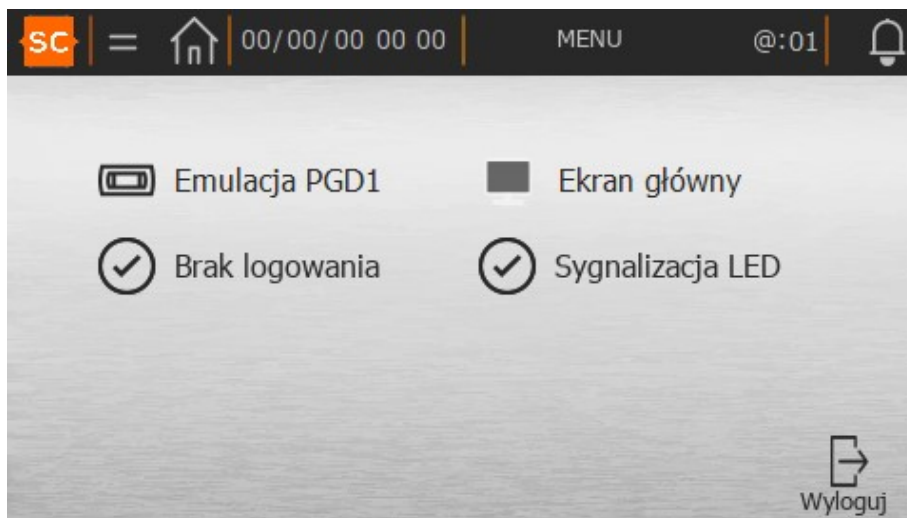 SC 00/00/00 00 00 MENU @:01
Emulacja PGD1 Ekran główny
Brak logowania Sygnalizacja LED
Wyloguj